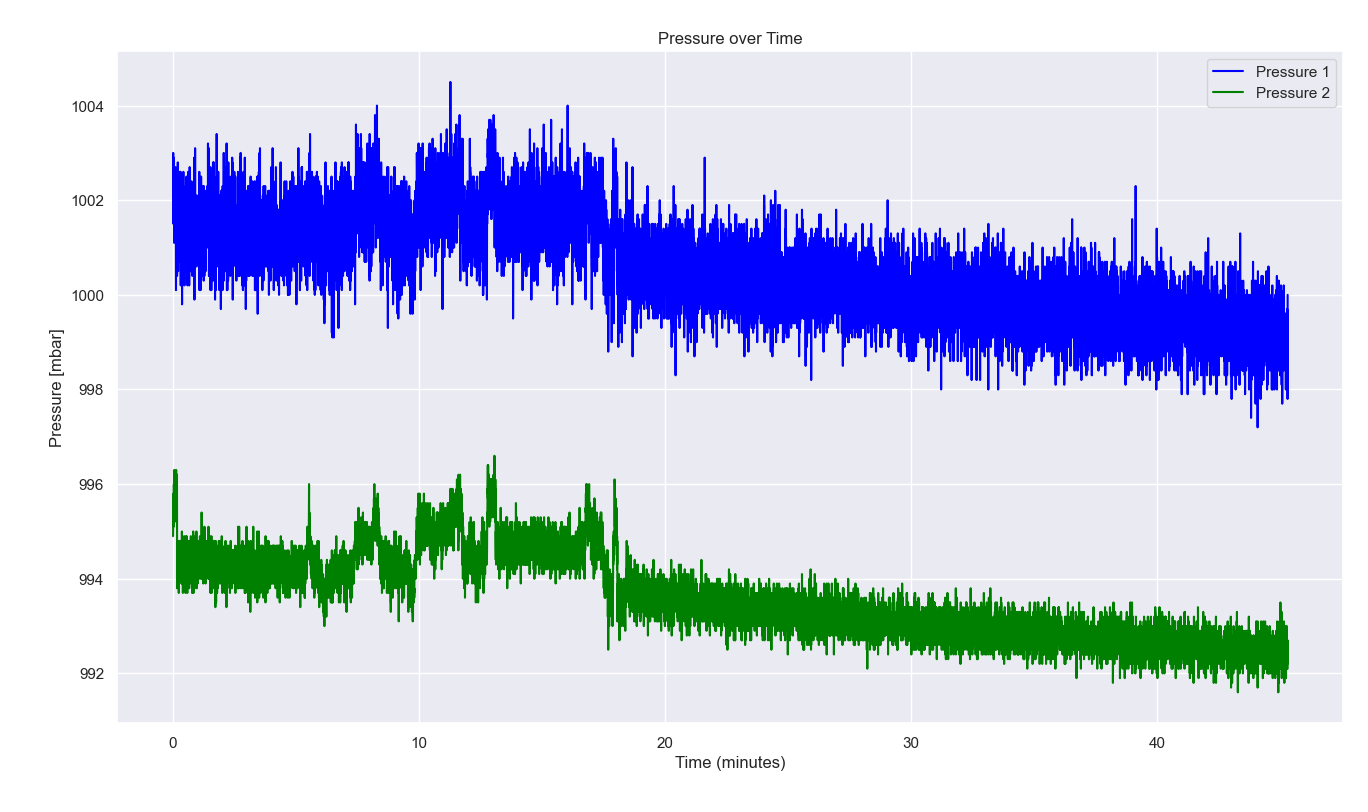 Pressure over Time
Pressure 1
Pressure 2
Pressure [mbar]
1004
1002
1000
998
996
994
992
0 10 20 30 40
Time (minutes)